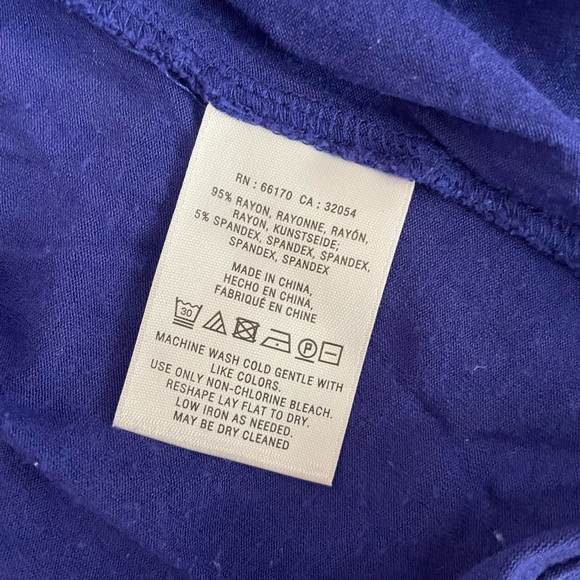 RN : 66170 CA : 32054
95% RAYON, RAYONNE, RAYÓN,
RAYON, KUNSTSEIDE;
5% SPANDEX, SPANDEX, SPANDEX,
SPANDEX, SPANDEX
MADE IN CHINA,
HECHO EN CHINA,
FABRIQUÉ EN CHINE
30 P
MACHINE WASH COLD GENTLE WITH
LIKE COLORS.
USE ONLY NON-CHLORINE BLEACH.
RESHAPE LAY FLAT TO DRY.
LOW IRON AS NEEDED.
MAY BE DRY CLEANED